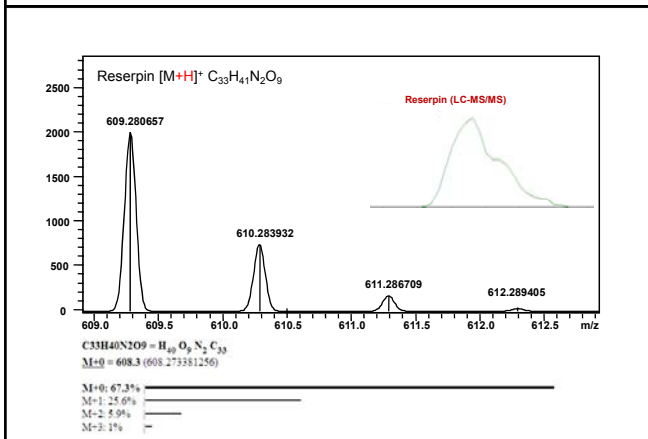 Reserpin [M+H]⁺ C₃₃H₄₁N₂O₉
Reserpin (LC-MS/MS)
2500
2000
1500
1000
500
0
609.280657
610.283932
611.286709
612.289405
609.0 609.5 610.0 610.5 611.0 611.5 612.0 612.5 m/z
C33H40N2O9 = H₄₀ O₉ N₂ C₃₃
M+0 = 608.3 (608.273381256)
M+0: 67.3%
M+1: 25.6%
M+2: 5.9%
M+3: 1%